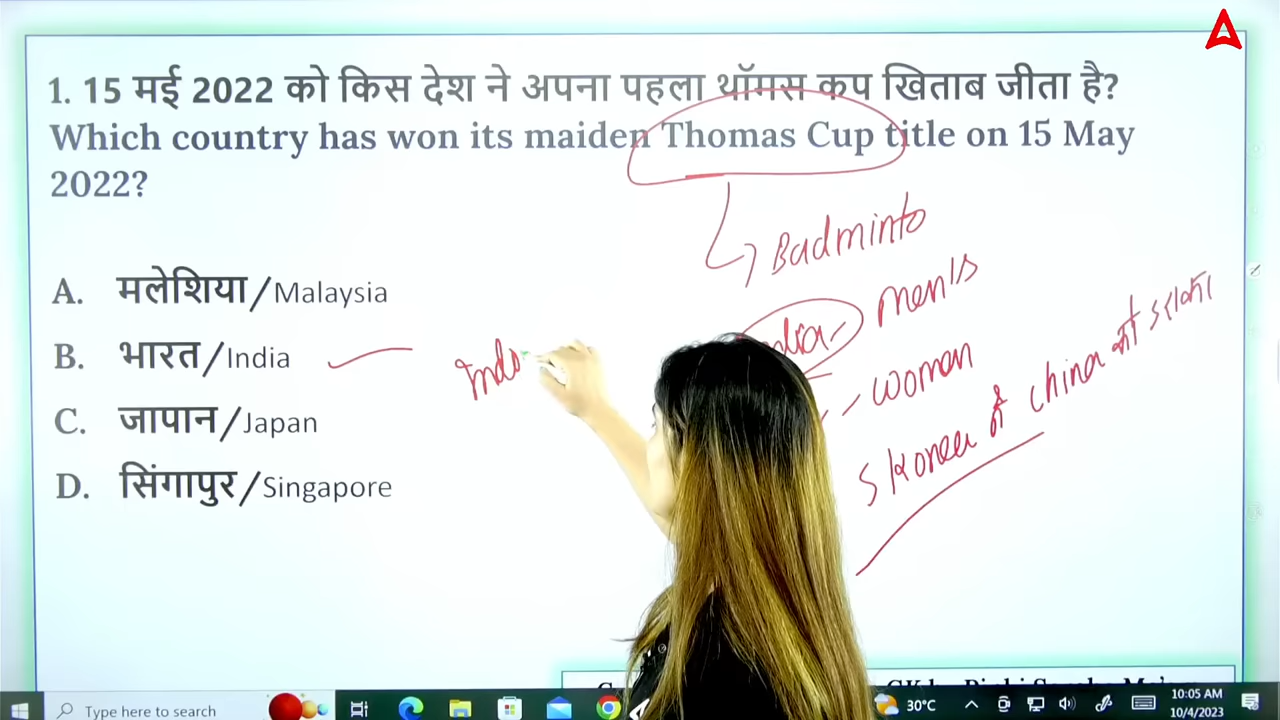 1. 15 मई 2022 को किस देश ने अपना पहला थॉमस कप खिताब जीता है?
Which country has won its maiden Thomas Cup title on 15 May
2022?
Badminto
men's
A. मलेशिया/Malaysia
B. भारत/India
woman
C. जापान/Japan
S korea ने china को हराया
D. सिंगापुर/Singapore
Indo
Type here to search
30°C
10:05 AM
10/4/2023